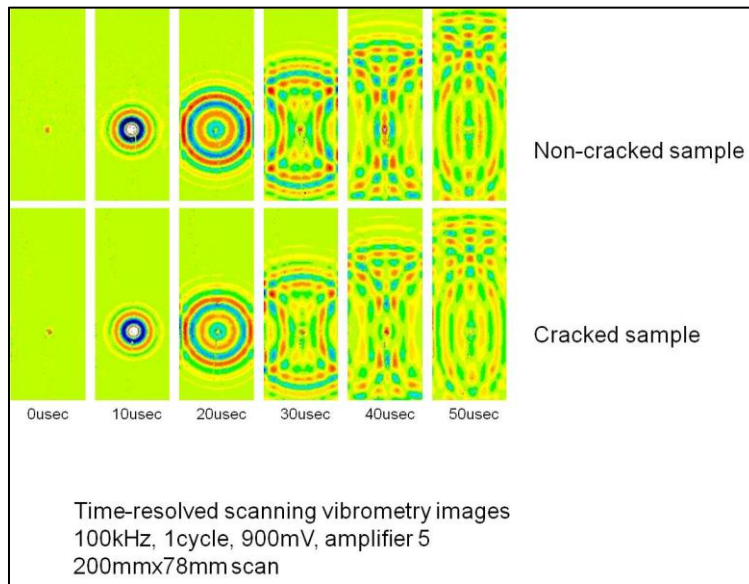 Non-cracked sample
Cracked sample
0usec 10usec 20usec 30usec 40usec 50usec
Time-resolved scanning vibrometry images
100kHz, 1cycle, 900mV, amplifier 5
200mmx78mm scan